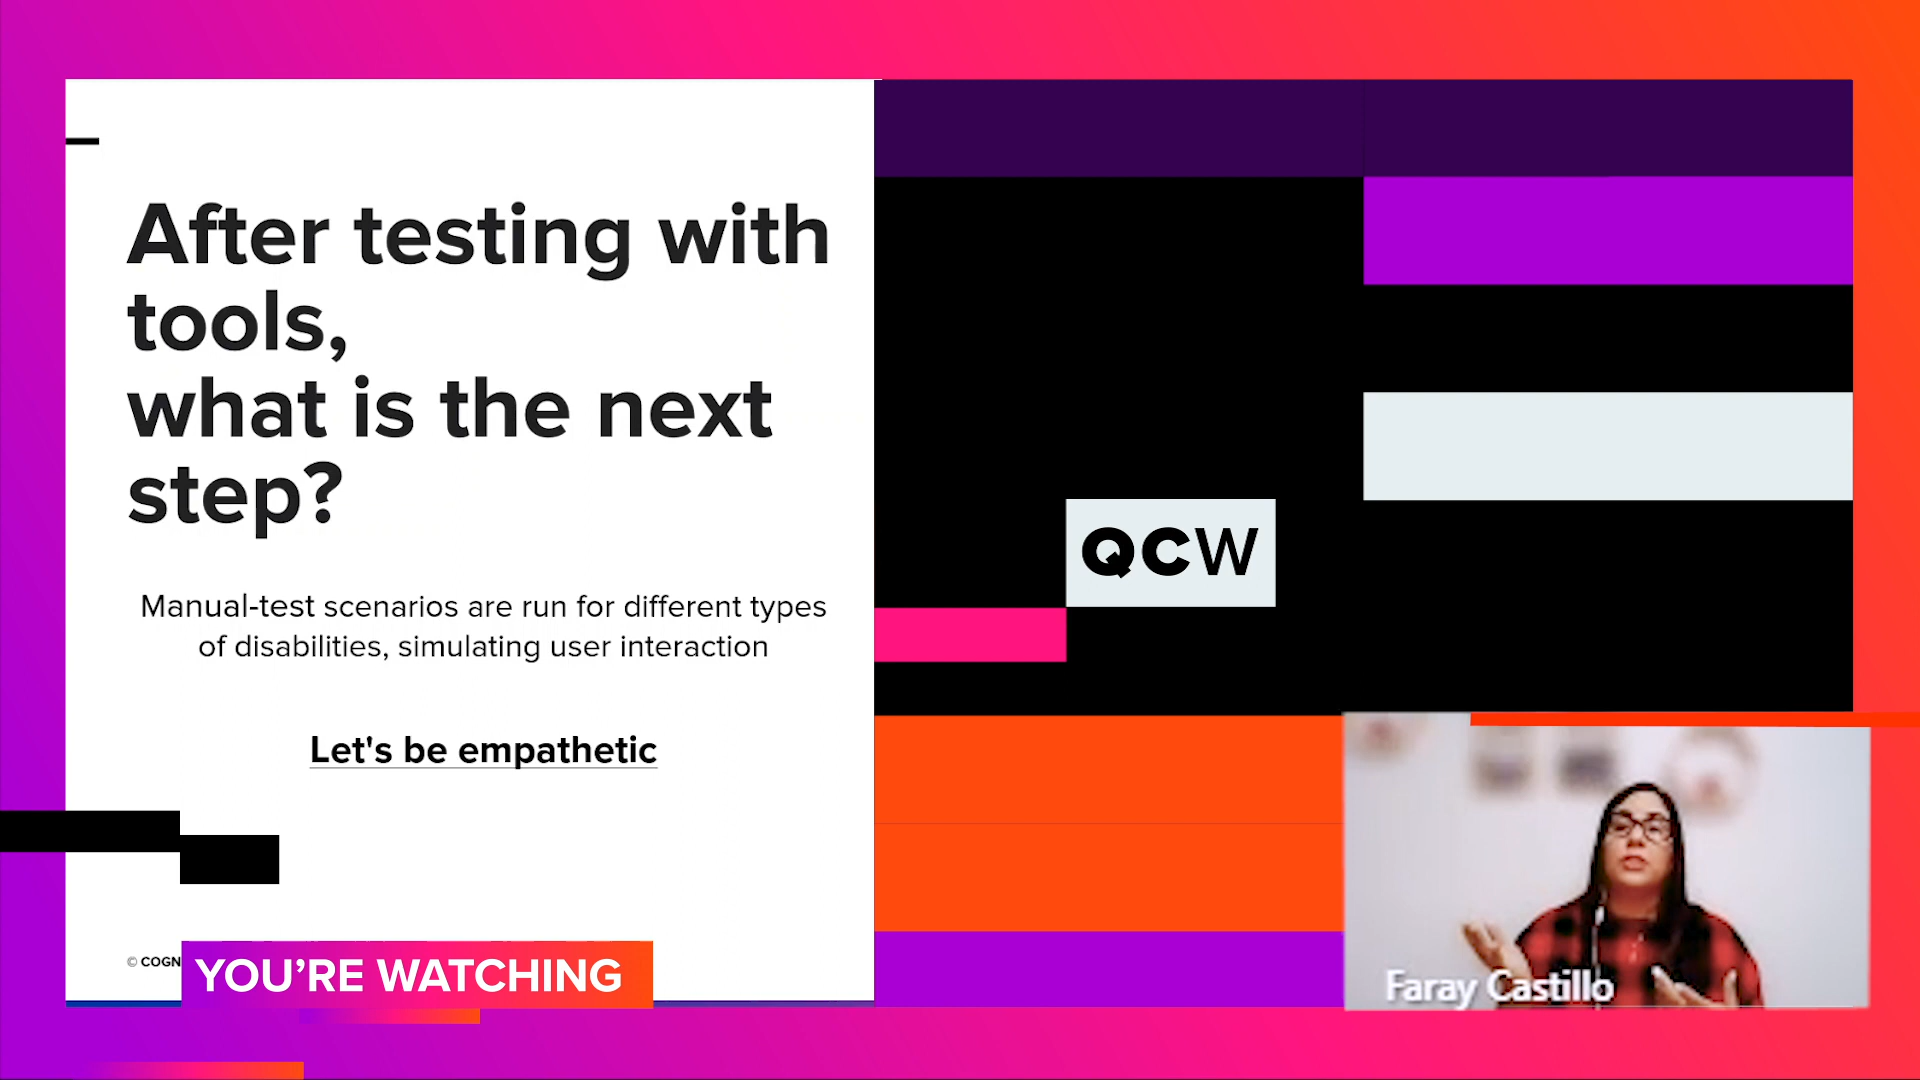 After testing with
tools,
what is the next
step?
Manual-test scenarios are run for different types
of disabilities, simulating user interaction
Let's be empathetic
QCW
© COGN
YOU’RE WATCHING
Faray Castillo